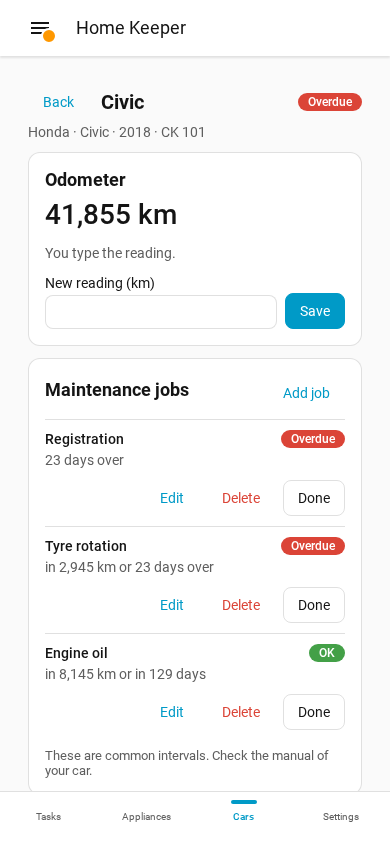 Home Keeper
Back Civic Overdue
Honda · Civic · 2018 · CK 101
Odometer
41,855 km
You type the reading.
New reading (km)
Save
Maintenance jobs Add job
Registration Overdue
23 days over
Edit Delete Done
Tyre rotation Overdue
in 2,945 km or 23 days over
Edit Delete Done
Engine oil OK
in 8,145 km or in 129 days
Edit Delete Done
These are common intervals. Check the manual of
your car.
Tasks Appliances Cars Settings